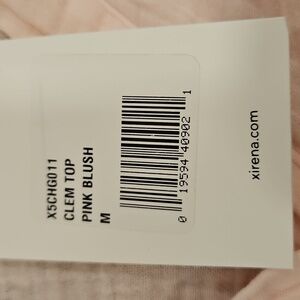 X5CHG011
CLEM TOP
PINK BLUSH
M
0 19594 40902 1
xirena.com